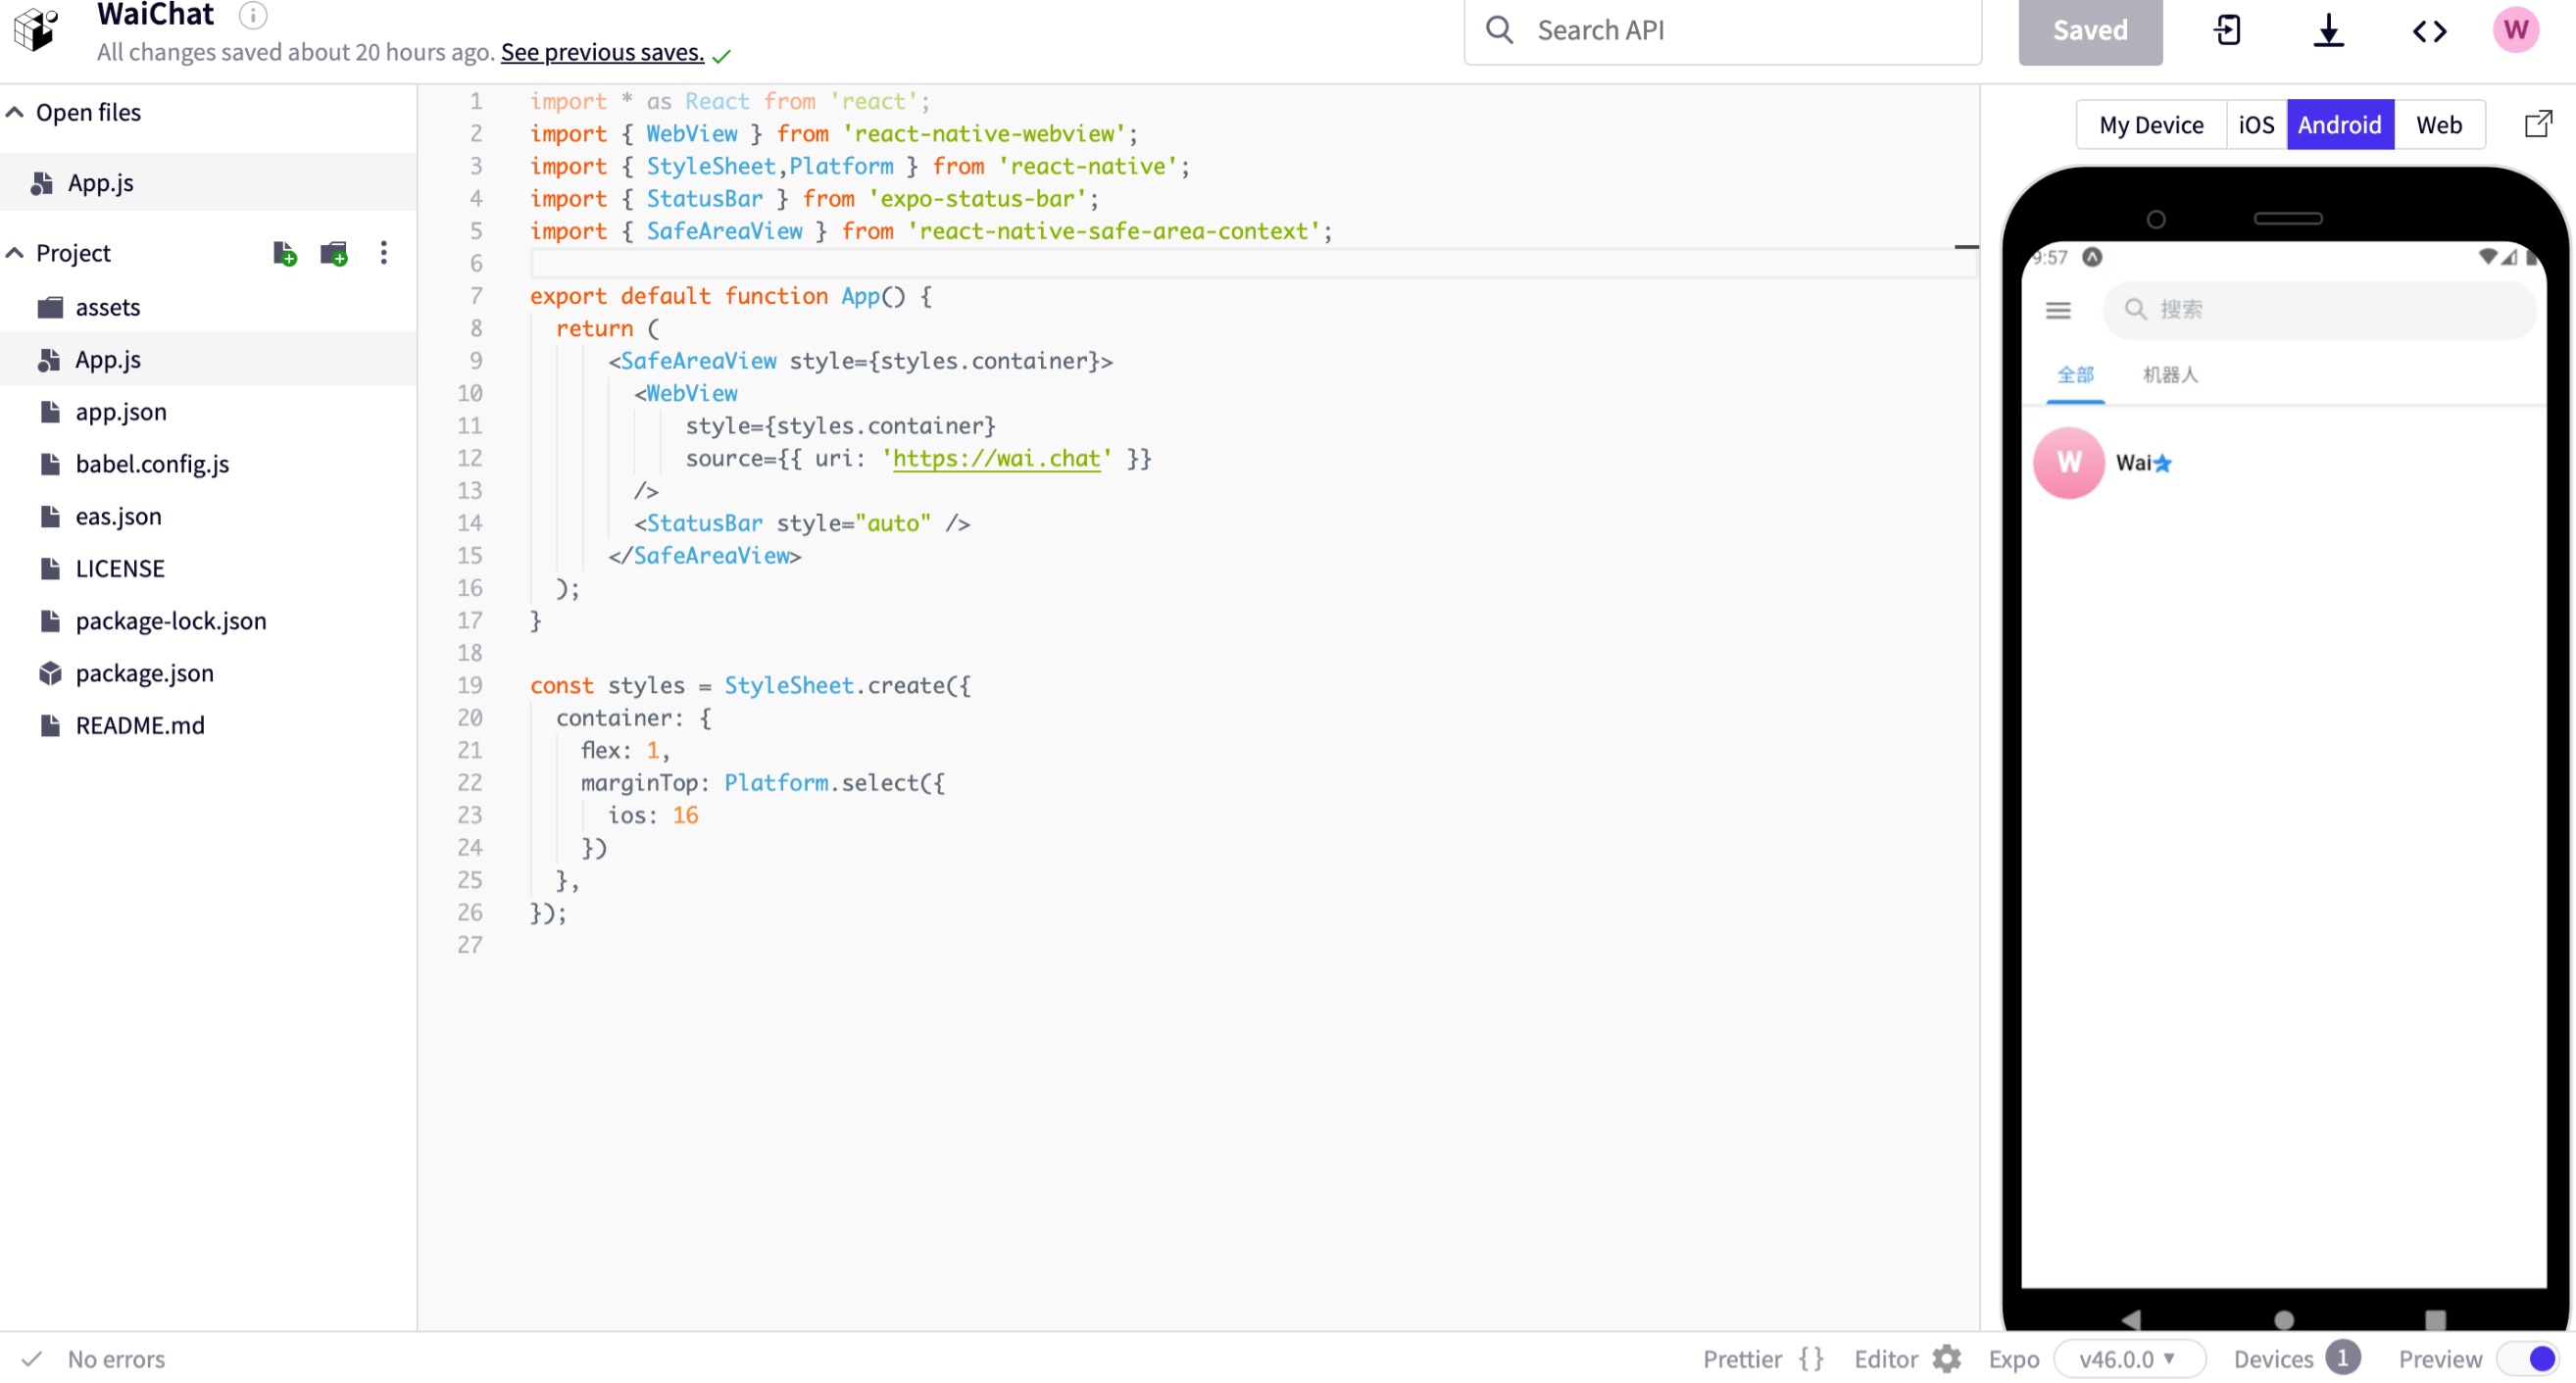 WaiChat
All changes saved about 20 hours ago. See previous saves.
Search API
Saved
W
Open files
App.js
Project
assets
App.js
app.json
babel.config.js
eas.json
LICENSE
package-lock.json
package.json
README.md
1 import * as React from 'react';
2 import { WebView } from 'react-native-webview';
3 import { StyleSheet,Platform } from 'react-native';
4 import { StatusBar } from 'expo-status-bar';
5 import { SafeAreaView } from 'react-native-safe-area-context';
6
7 export default function App() {
8 return (
9 <SafeAreaView style={styles.container}>
10 <WebView
11 style={styles.container}
12 source={{ uri: 'https://wai.chat' }}
13 />
14 <StatusBar style="auto" />
15 </SafeAreaView>
16 );
17 }
18
19 const styles = StyleSheet.create({
20 container: {
21 flex: 1,
22 marginTop: Platform.select({
23 ios: 16
24 })
25 },
26 });
27
My Device iOS Android Web
9:57
搜索
全部 机器人
W Wai
No errors
Prettier {} Editor Expo v46.0.0 Devices 1 Preview